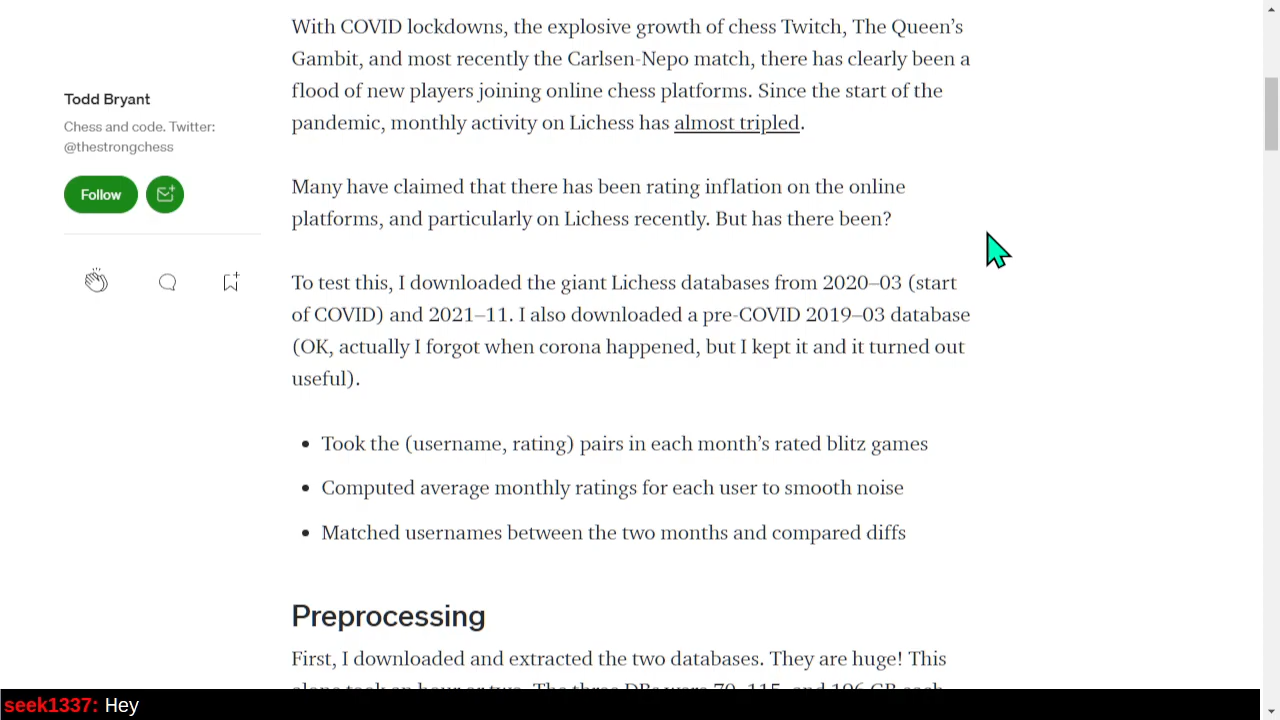 With COVID lockdowns, the explosive growth of chess Twitch, The Queen’s
Gambit, and most recently the Carlsen-Nepo match, there has clearly been a
flood of new players joining online chess platforms. Since the start of the
pandemic, monthly activity on Lichess has almost tripled.
Todd Bryant
Chess and code. Twitter:
@thestrongchess
Follow
Many have claimed that there has been rating inflation on the online
platforms, and particularly on Lichess recently. But has there been?
To test this, I downloaded the giant Lichess databases from 2020–03 (start
of COVID) and 2021–11. I also downloaded a pre-COVID 2019–03 database
(OK, actually I forgot when corona happened, but I kept it and it turned out
useful).
• Took the (username, rating) pairs in each month’s rated blitz games
• Computed average monthly ratings for each user to smooth noise
• Matched usernames between the two months and compared diffs
Preprocessing
First, I downloaded and extracted the two databases. They are huge! This
seek1337: Hey